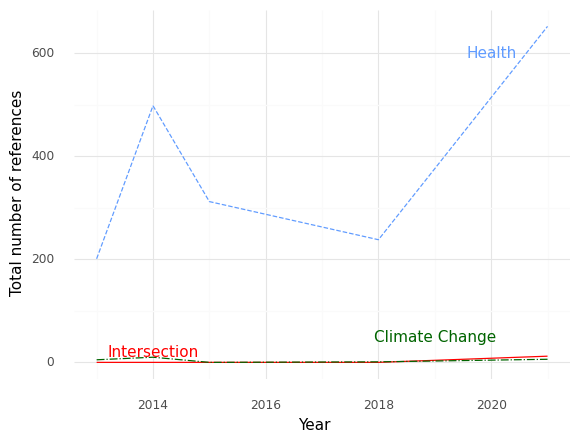 600
400
200
0
Total number of references
Health
Climate Change
Intersection
2014
2016
2018
2020
Year